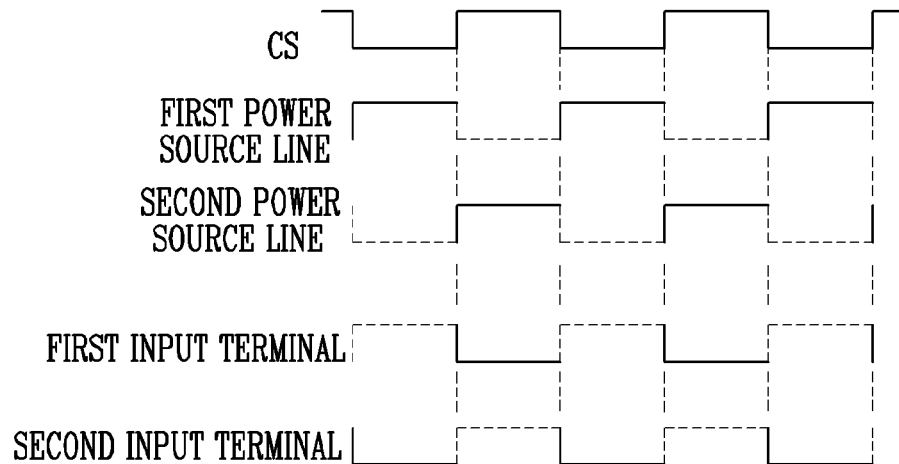 CS
FIRST POWER
SOURCE LINE
SECOND POWER
SOURCE LINE
FIRST INPUT TERMINAL
SECOND INPUT TERMINAL